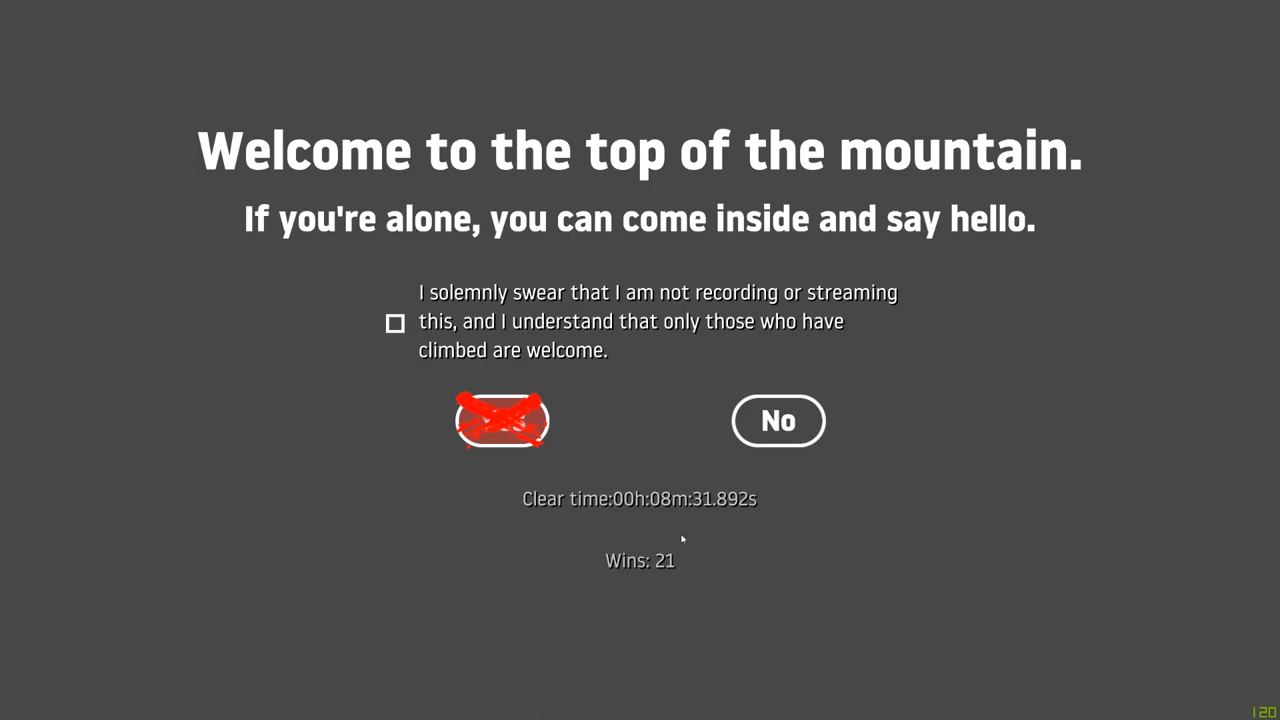 Welcome to the top of the mountain.
If you're alone, you can come inside and say hello.
I solemnly swear that I am not recording or streaming
this, and I understand that only those who have
climbed are welcome.
No
Clear time:00h:08m:31.892s
Wins: 21
120